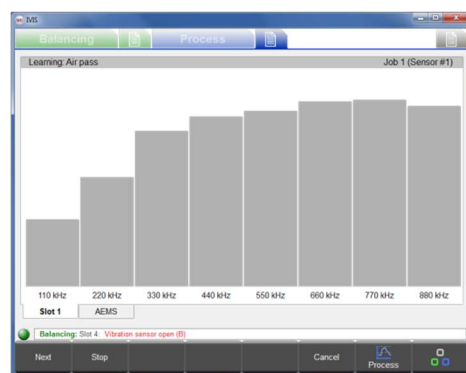 IMS
Balancing Process
Learning: Air pass Job 1 (Sensor #1)
110 kHz 220 kHz 330 kHz 440 kHz 550 kHz 660 kHz 770 kHz 880 kHz
Slot 1 AEMS
Balancing: Slot 4: Vibration sensor open (B)
Next Stop Cancel Process